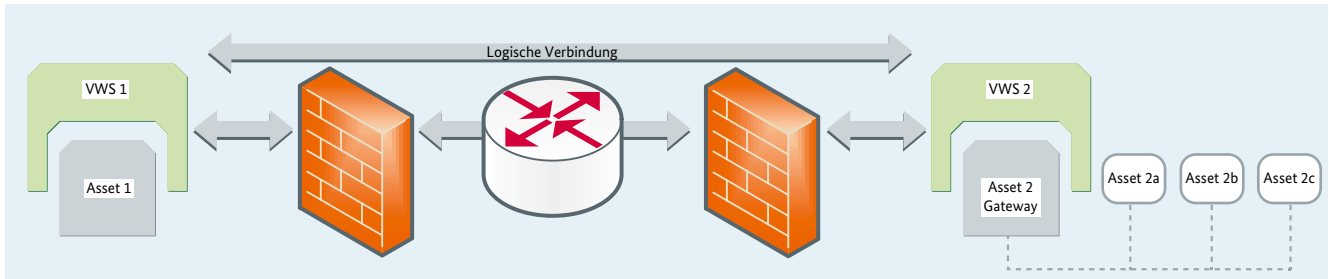 Logische Verbindung
VWS 1
VWS 2
Asset 1
Asset 2
Gateway
Asset 2a
Asset 2b
Asset 2c